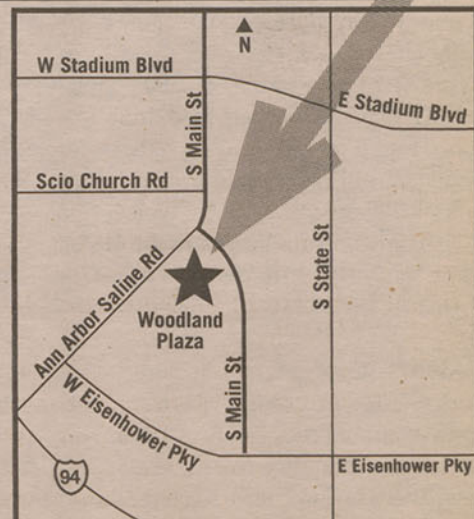 N
W Stadium Blvd
E Stadium Blvd
S Main St
Scio Church Rd
S State St
Ann Arbor Saline Rd
Woodland
Plaza
S Main St
W Eisenhower Pky
E Eisenhower Pky
94